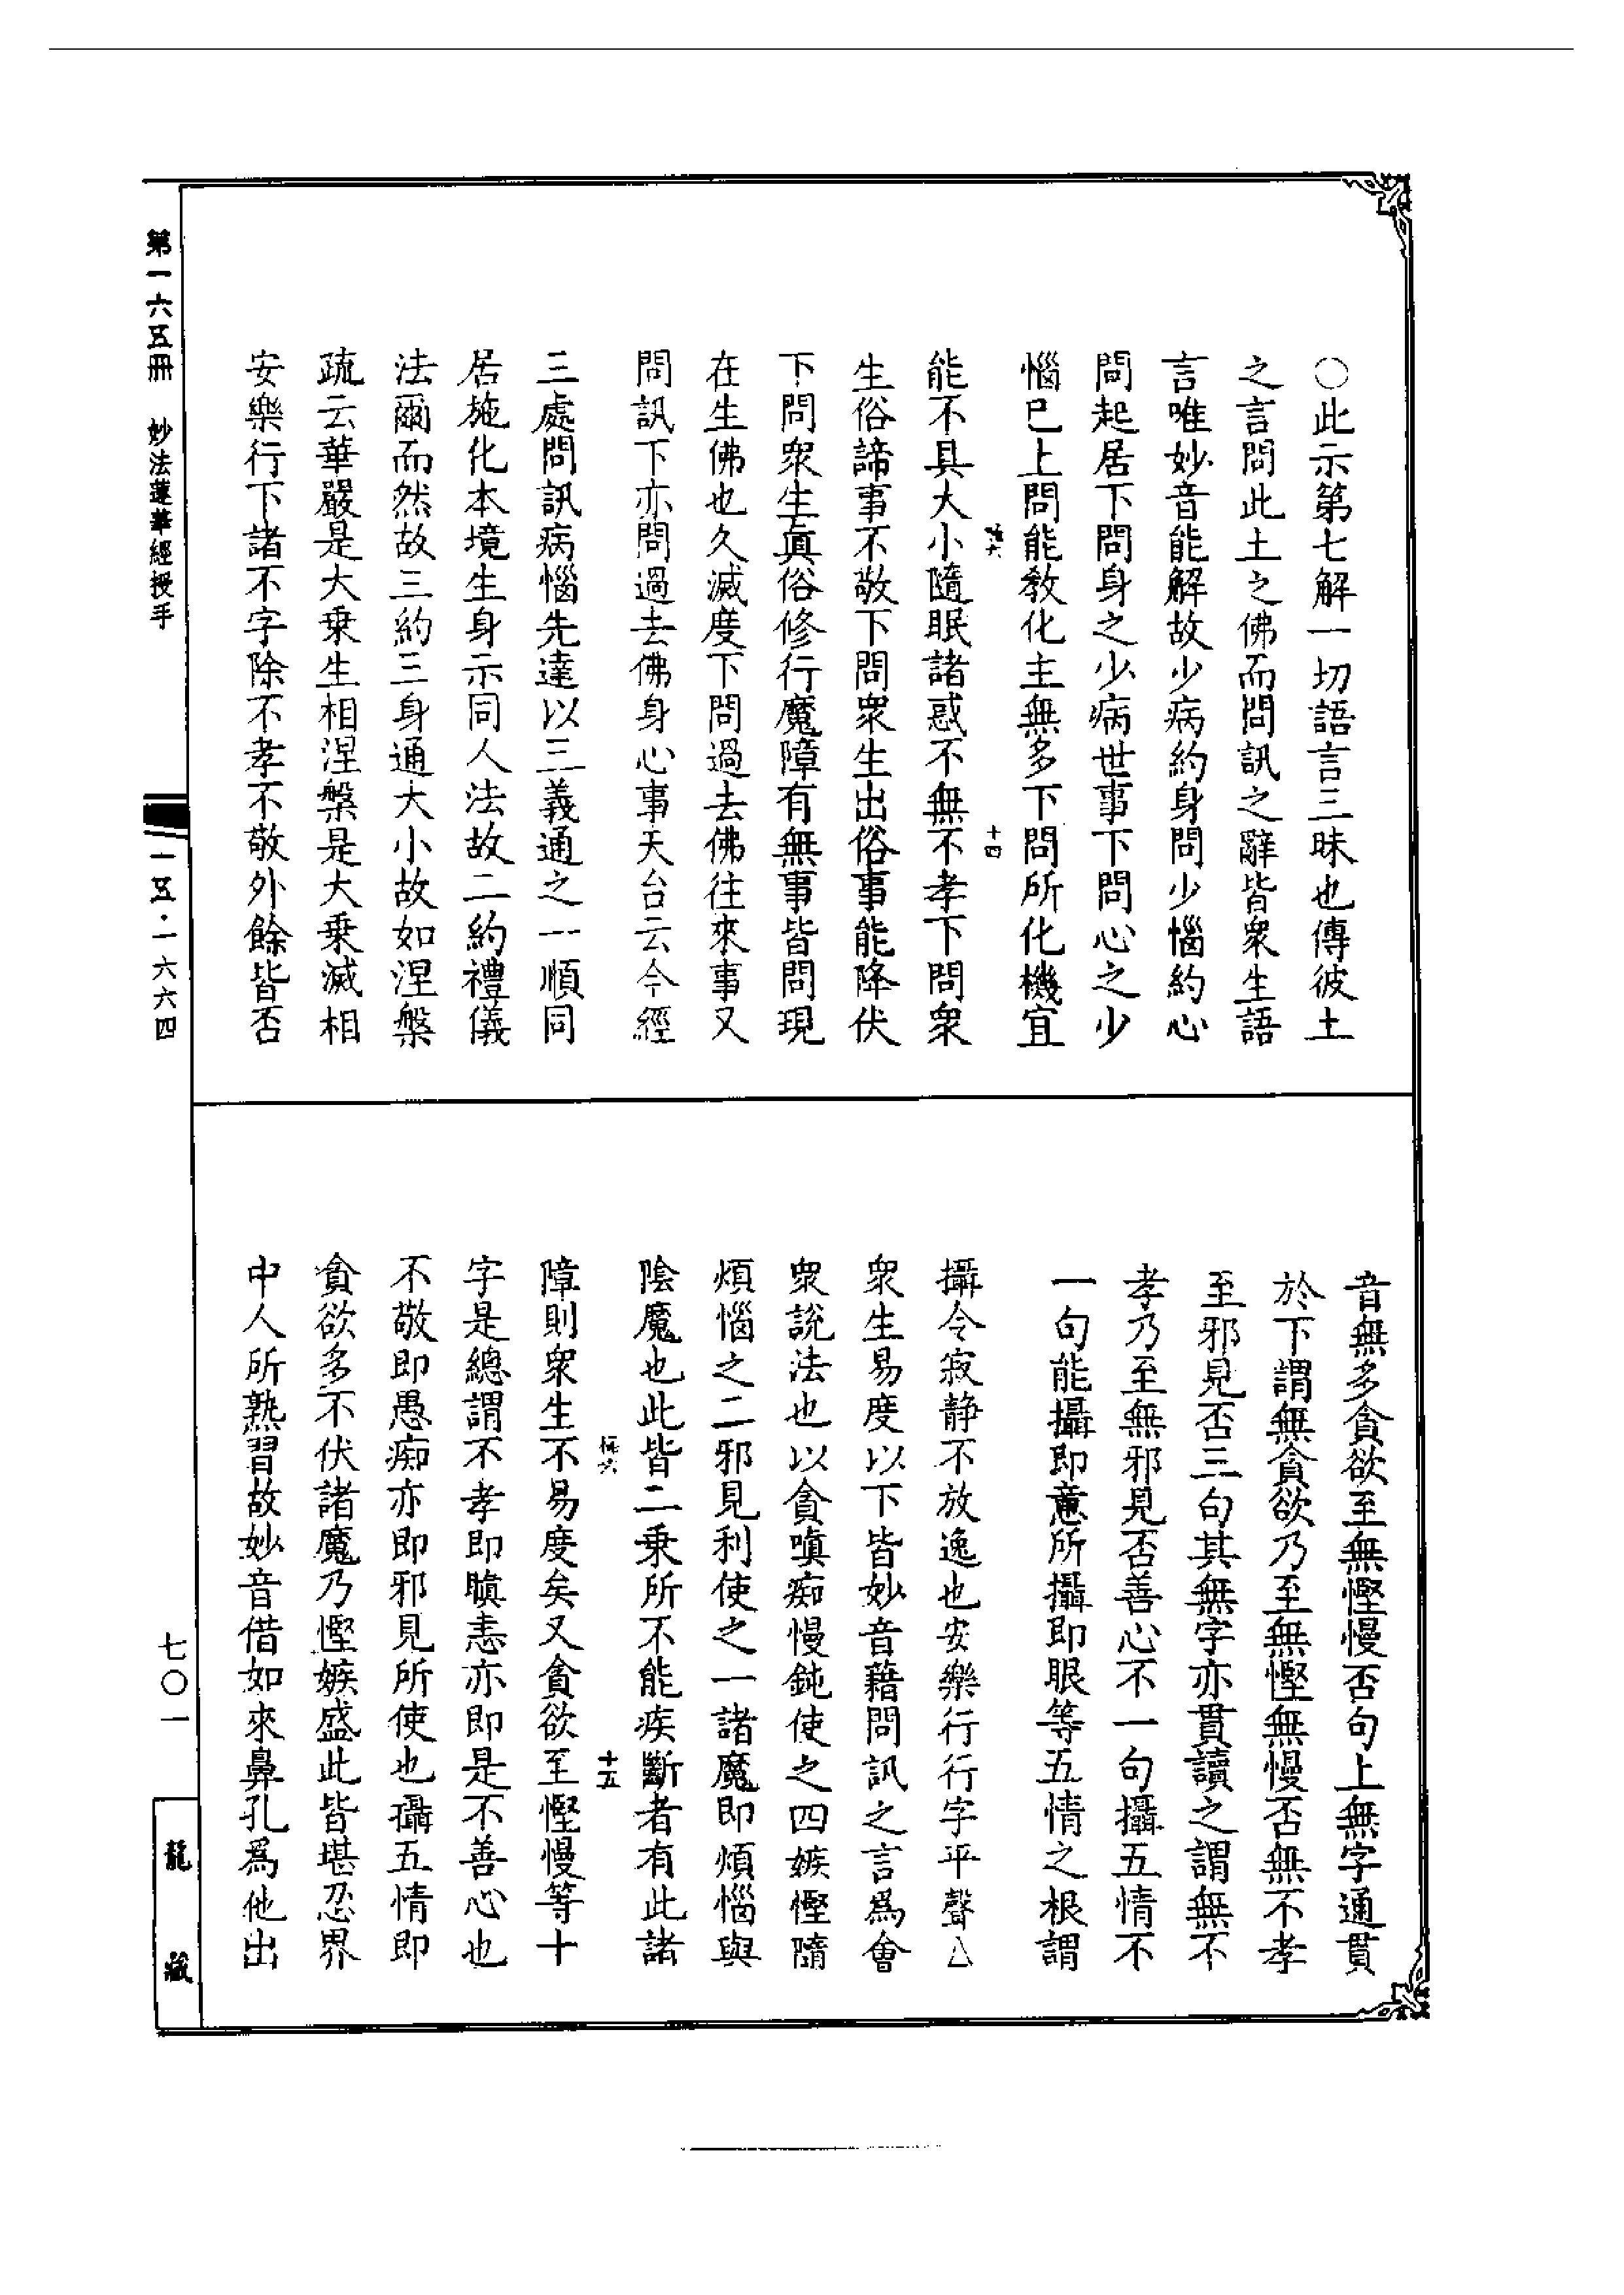 ○此示第七解一切語言三昧也傳彼土
之言問此土之佛而問訊之辭皆衆生語
言唯妙音能解故少病約身問少惱約心
問起居下問身之少病世事下問心之少
惱巳上問能敎化主無多下問所化機宜
十四
能不具大小隨眠諸惑不無不孝下問衆
生俗諦事不敬下問衆生出俗事能降伏
下問衆生眞俗修行魔障有無事皆問現
在生佛也久滅度下問過去佛往來事又
問訊下亦問過去佛身心事天台云今經
三處問訊病惱先達以三義通之一順同
居施化本境生身示同人法故二約禮儀
法爾而然故三約三身通大小故如涅槃
疏云華嚴是大乗生相涅槃是大乗滅相
安樂行下諸不字除不孝不敬外餘皆否
音無多貪欲至無慳慢否句上無字通貫
於下謂無貪欲乃至無慳無慢否無不孝
至邪見否三句其無字亦貫讀之謂無不
孝乃至無邪見否善心不一句攝五情不
一句能攝即意所攝即眼等五情之根謂
攝令寂静不放逸也安樂行行字平聲△
衆生易度以下皆妙音藉問訊之言爲會
衆說法也以貪嗔痴慢鈍使之四嫉慳隨
煩惱之二邪見利使之一諸魔即煩惱與
陰魔也此皆二乗所不能疾斷者有此諸
十五
障則衆生不易度矣又貪欲至慳慢等十
字是總謂不孝即瞋恚亦即是不善心也
不敬即愚痴亦即邪見所使也攝五情即
貪欲多不伏諸魔乃慳嫉盛此皆堪忍界
中人所熟習故妙音借如來鼻孔爲他出
第一六五冊　妙法蓮華經授手
一五·一六六四
七〇一
龍藏